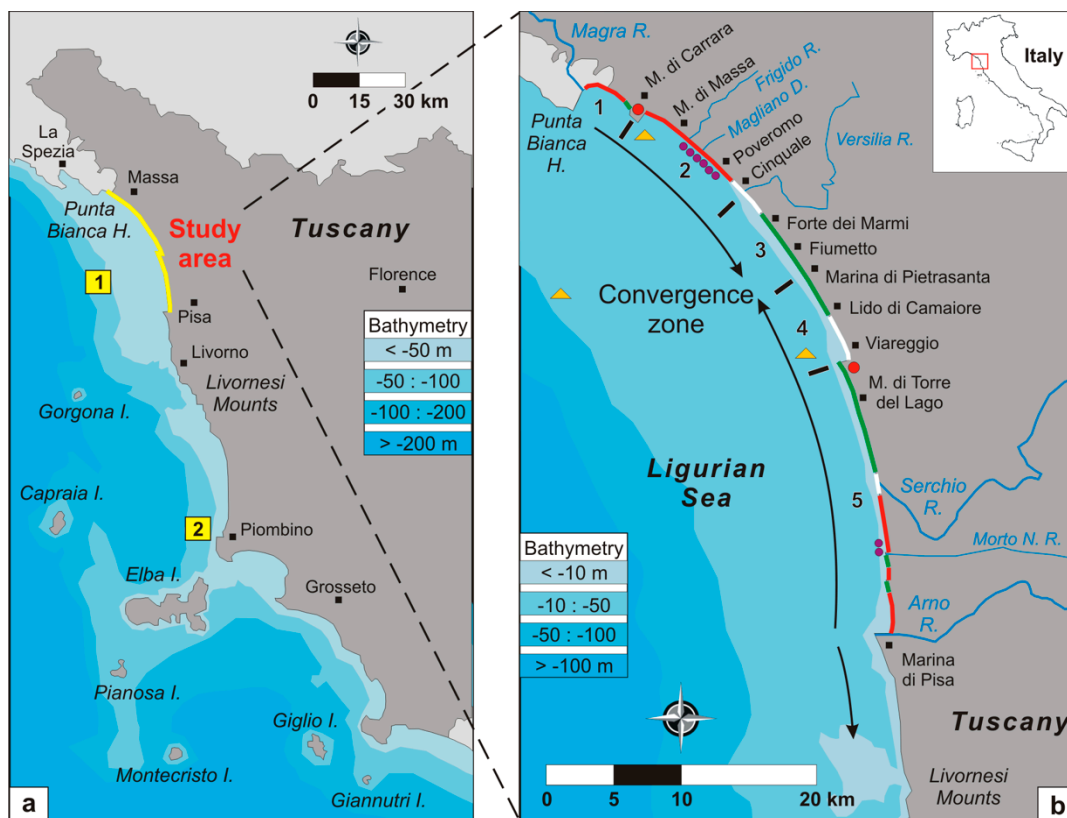 0 15 30 km
La
Spezia
Massa
Punta
Bianca H.
Study
area
Tuscany
1
Florence
Pisa
Livorno
Livornesi
Mounts
Bathymetry
< -50 m
-50 : -100
-100 : -200
> -200 m
Gorgona I.
Capraia I.
2
Piombino
Elba I.
Grosseto
Pianosa I.
Giglio I.
Montecristo I.
Giannutri I.
a
Magra R.
Italy
M. di Carrara
M. di Massa
Frigido R.
Magliano D.
Poveromo
Cinquale
Versilia R.
1
Punta
Bianca
H.
2
3
Forte dei Marmi
Fiumetto
Marina di Pietrasanta
Lido di Camaiore
Convergence
zone
4
Viareggio
M. di Torre
del Lago
Ligurian
Sea
5
Serchio
R.
Morto N. R.
Bathymetry
< -10 m
-10 : -50
-50 : -100
> -100 m
Arno
R.
Marina
di Pisa
Tuscany
Livornesi
Mounts
0 5 10 20 km
b